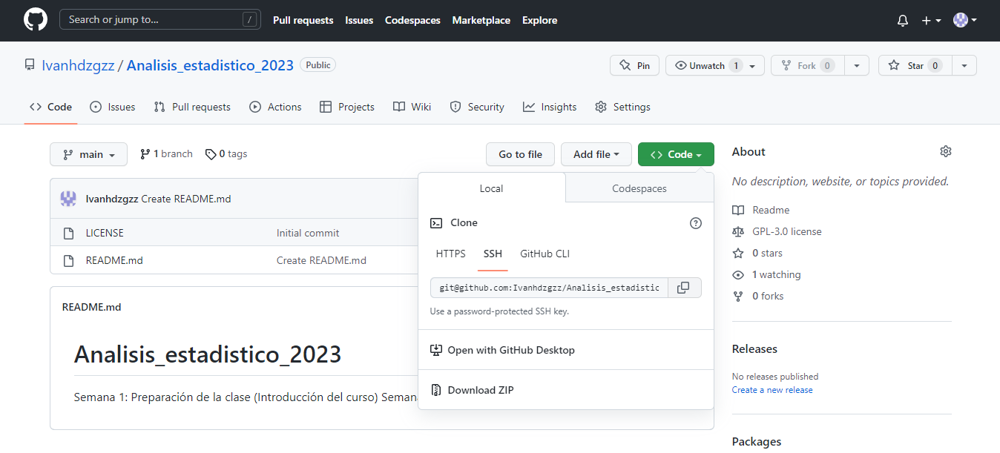 Search or jump to... / Pull requests Issues Codespaces Marketplace Explore
Ivanhdzgzz / Analisis_estadistico_2023 Public Pin Unwatch 1 Fork 0 Star 0
Code Issues Pull requests Actions Projects Wiki Security Insights Settings
main 1 branch 0 tags Go to file Add file Code
Ivanhdzgzz Create README.md
LICENSE Initial commit
README.md Create README.md
README.md
Analisis_estadistico_2023
Semana 1: Preparación de la clase (Introducción del curso)
Local Codespaces
Clone
HTTPS SSH GitHub CLI
git@github.com:Ivanhdzgzz/Analisis_estadistic
Use a password-protected SSH key.
Open with GitHub Desktop
Download ZIP
About
No description, website, or topics provided.
Readme
GPL-3.0 license
0 stars
1 watching
0 forks
Releases
No releases published
Create a new release
Packages